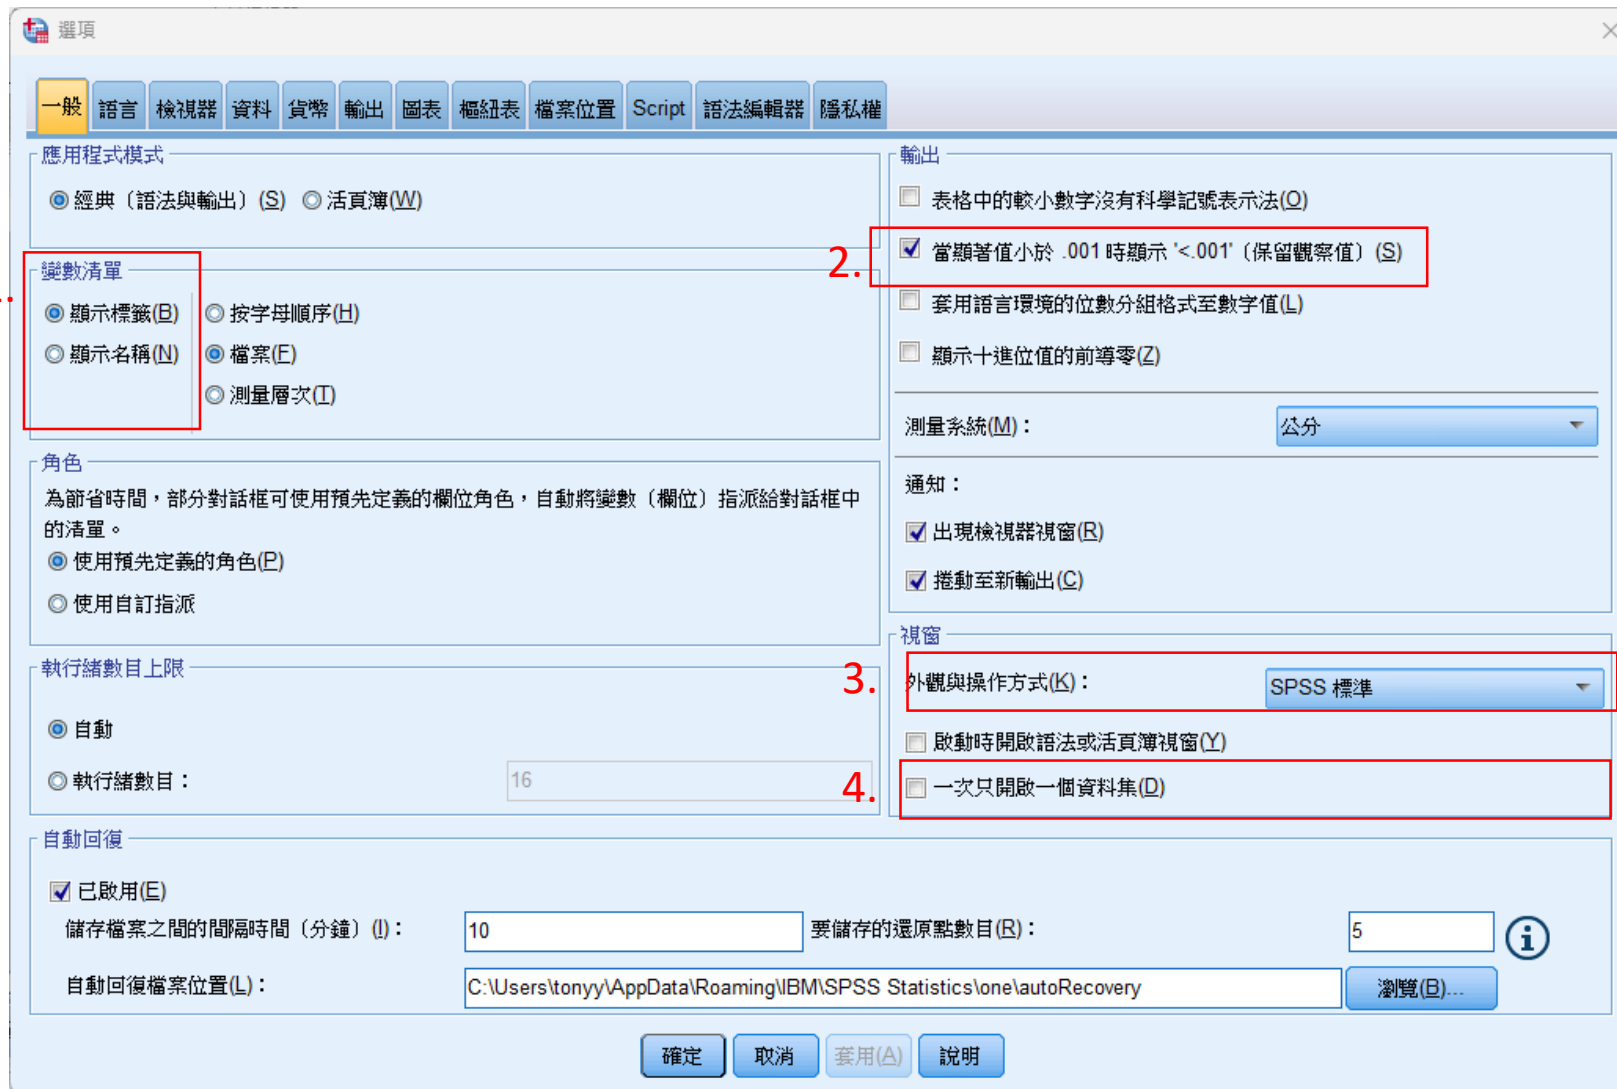 選項
一般 語言 檢視器 資料 貨幣 輸出 圖表 樞紐表 檔案位置 Script 語法編輯器 隱私權
應用程式模式
經典（語法與輸出）(S) 活頁簿(W)
變數清單
顯示標籤(B) 按字母順序(H)
顯示名稱(N) 檔案(F)
測量層次(T)
角色
為節省時間，部分對話框可使用預先定義的欄位角色，自動將變數（欄位）指派給對話框中
的清單。
使用預先定義的角色(P)
使用自訂指派
執行緒數目上限
自動
執行緒數目： 16
輸出
表格中的較小數字沒有科學記號表示法(O)
2. 當顯著值小於 .001 時顯示 '<.001'（保留觀察值）(S)
套用語言環境的位數分組格式至數字值(L)
顯示十進位值的前導零(Z)
測量系統(M)： 公分
通知：
出現檢視器視窗(R)
捲動至新輸出(C)
視窗
3. 外觀與操作方式(K)： SPSS 標準
啟動時開啟語法或活頁簿視窗(Y)
4. 一次只開啟一個資料集(D)
自動回復
已啟用(E)
儲存檔案之間的間隔時間（分鐘）(I)： 10 要儲存的還原點數目(R)： 5
自動回復檔案位置(L)： C:\Users\tonyy\AppData\Roaming\IBM\SPSS Statistics\one\autoRecovery 瀏覽(B)...
確定 取消 套用(A) 說明